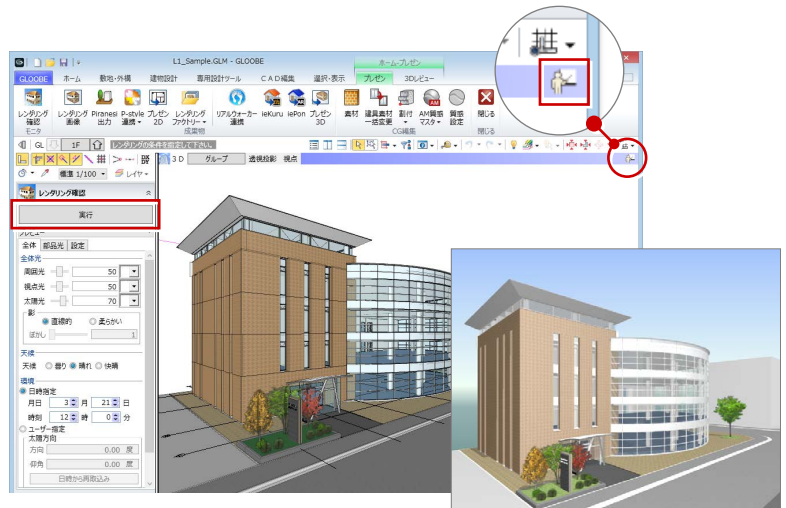 L1_Sample.GLM - GLOOBE
ホーム-プレゼン
GLOOBE ホーム 敷地・外構 建物設計 専用設計ツール CAD編集 選択・表示 プレゼン 3Dビュー
レンダリング確認 レンダリング画像 Piranesi出力 P-style連携 プレゼン2D レンダリングファクトリー リアルウォーカー連携 ieKuru iePon プレゼン3D 素材 建具素材一括変更 割付 AM質感マスタ 質感設定 閉じる
モニタ 成果物 CG編集 閉じる
GL 1F レンダリングの条件を指定して下さい。
3D グループ 透視投影 視点
標準 1/100 レイヤ
レンダリング確認
実行
プレビュー
全体 部品光 設定
全体光
周囲光 50
視点光 50
太陽光 70
影
直線的 柔らかい
ぼかし 1
天候
天候 曇り 晴れ 快晴
環境
日時指定
月日 3 月 21 日
時刻 12 時 0 分
ユーザー指定
太陽方向
方向 0.00 度
仰角 0.00 度
日時から再取込み